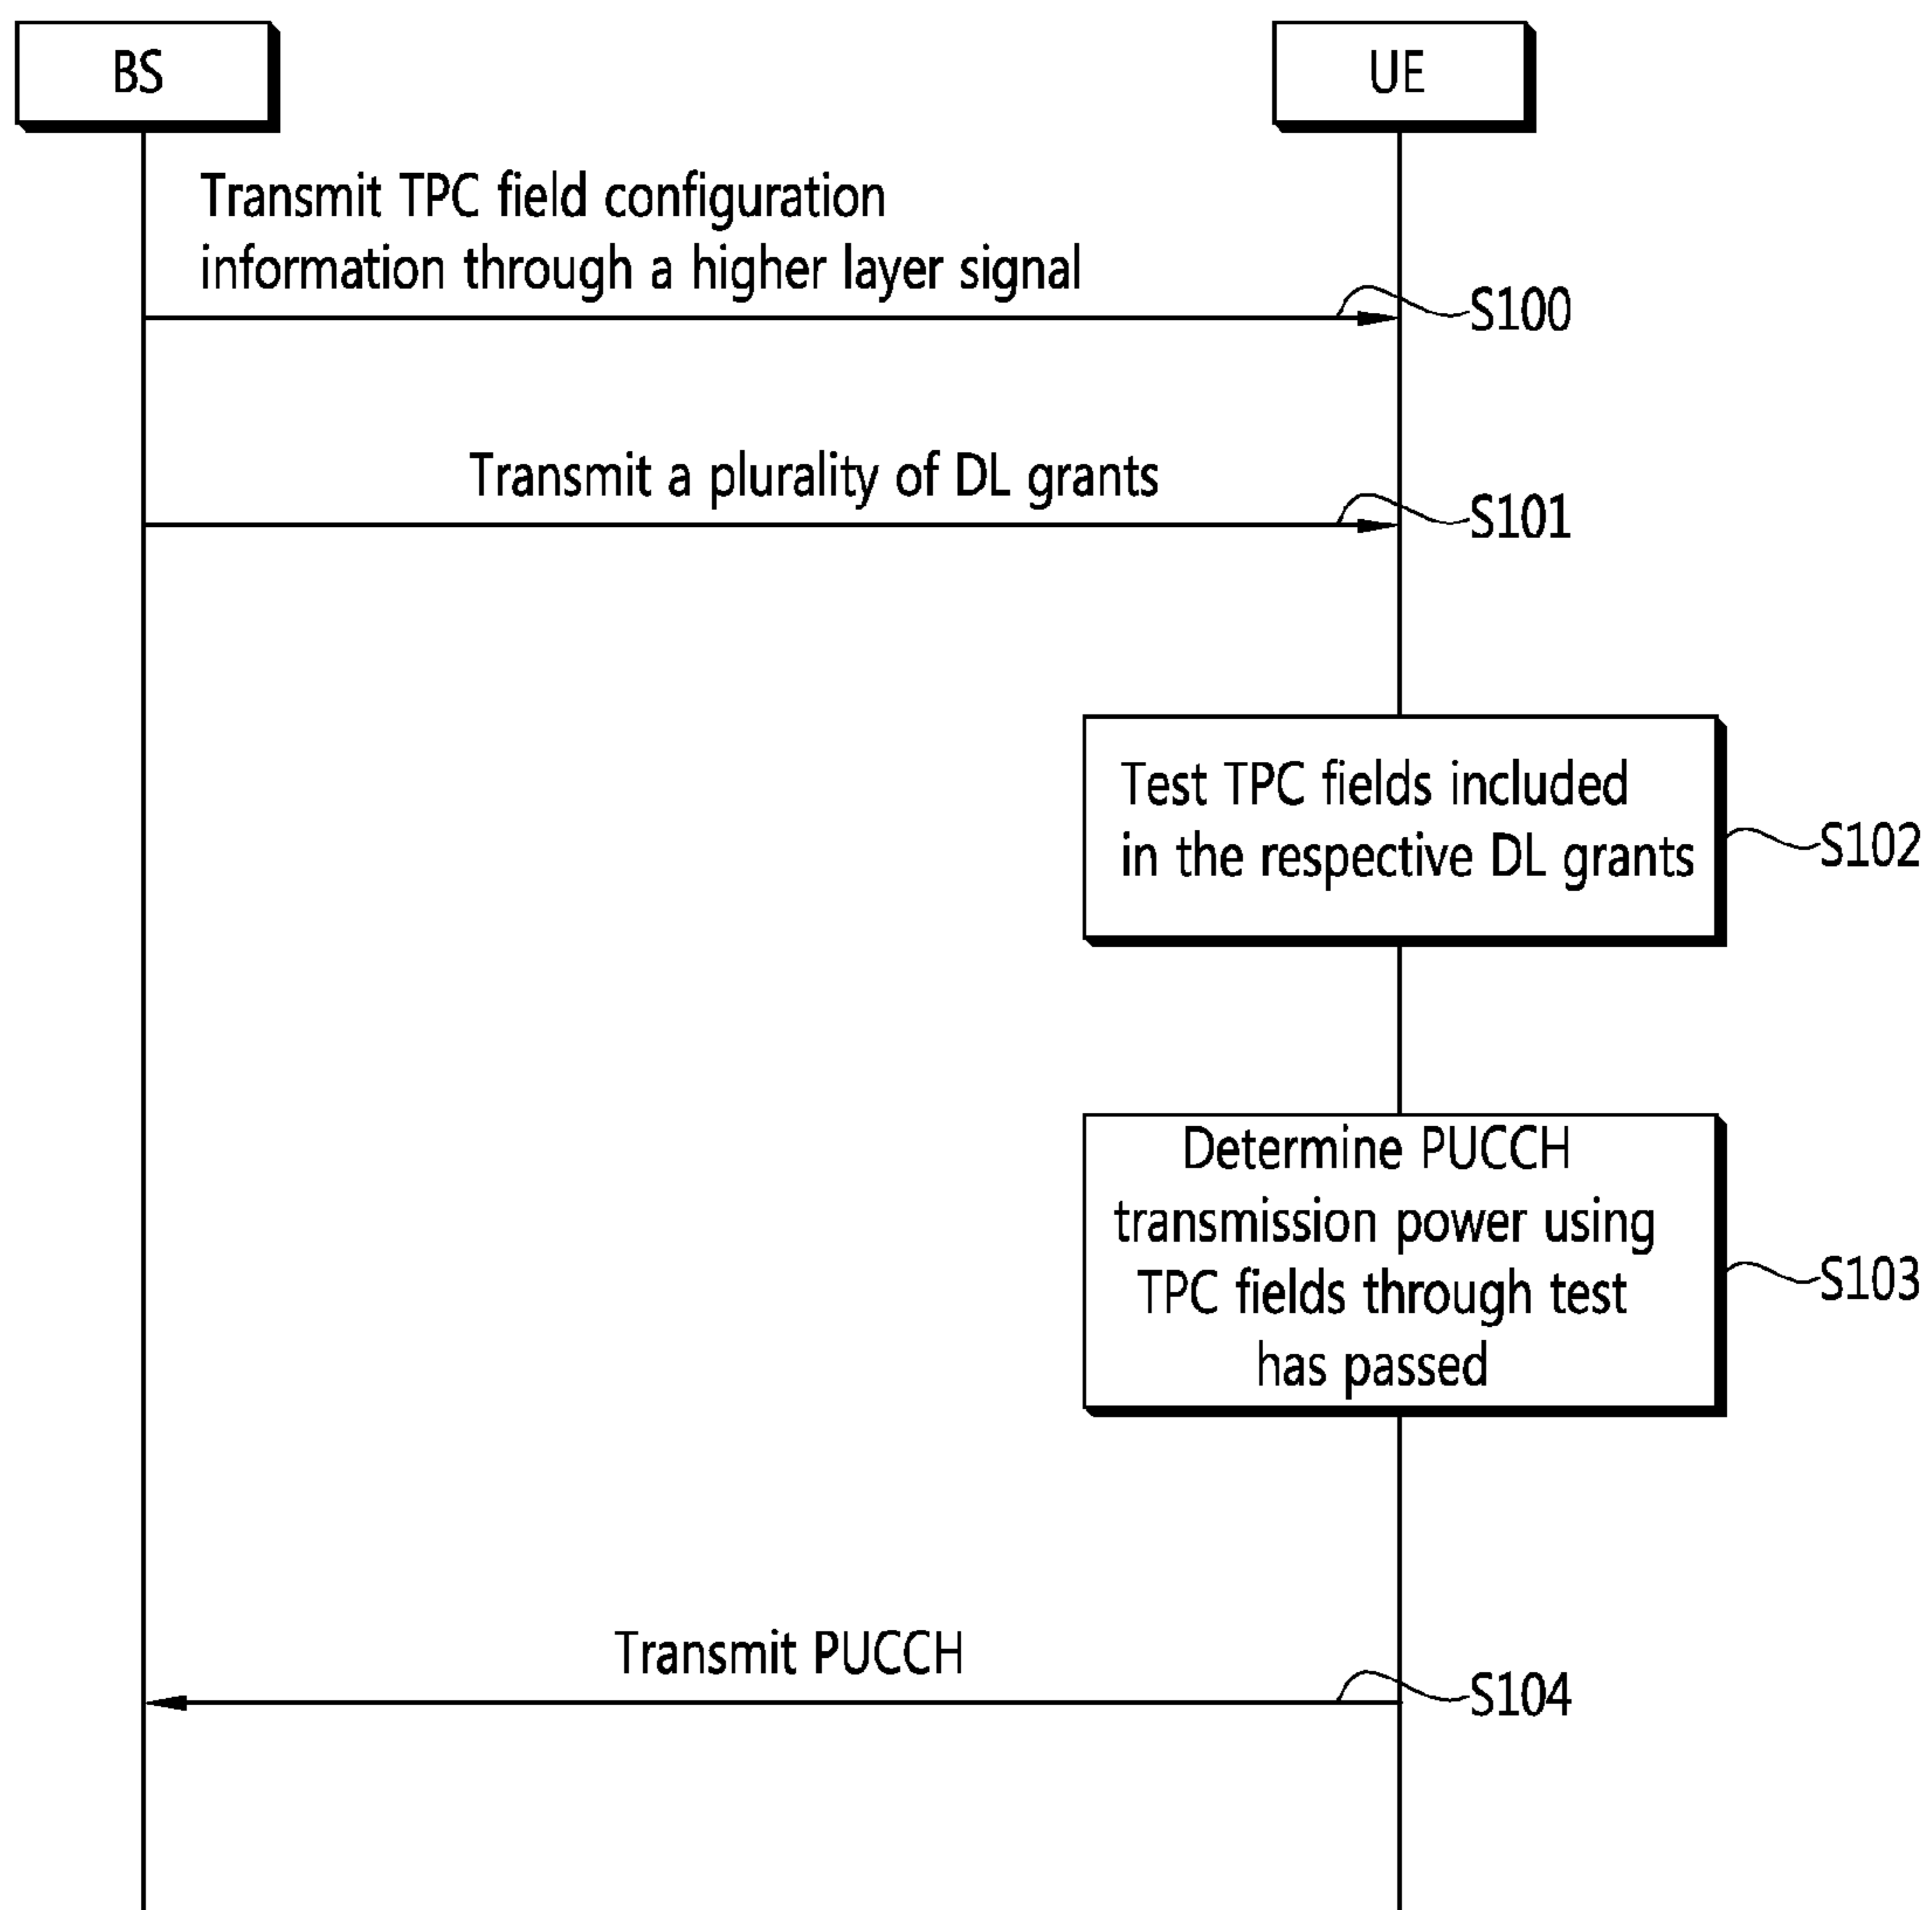 BS
UE
Transmit TPC field configuration
information through a higher layer signal
S100
Transmit a plurality of DL grants
S101
Test TPC fields included
in the respective DL grants
S102
Determine PUCCH
transmission power using
TPC fields through test
has passed
S103
Transmit PUCCH
S104